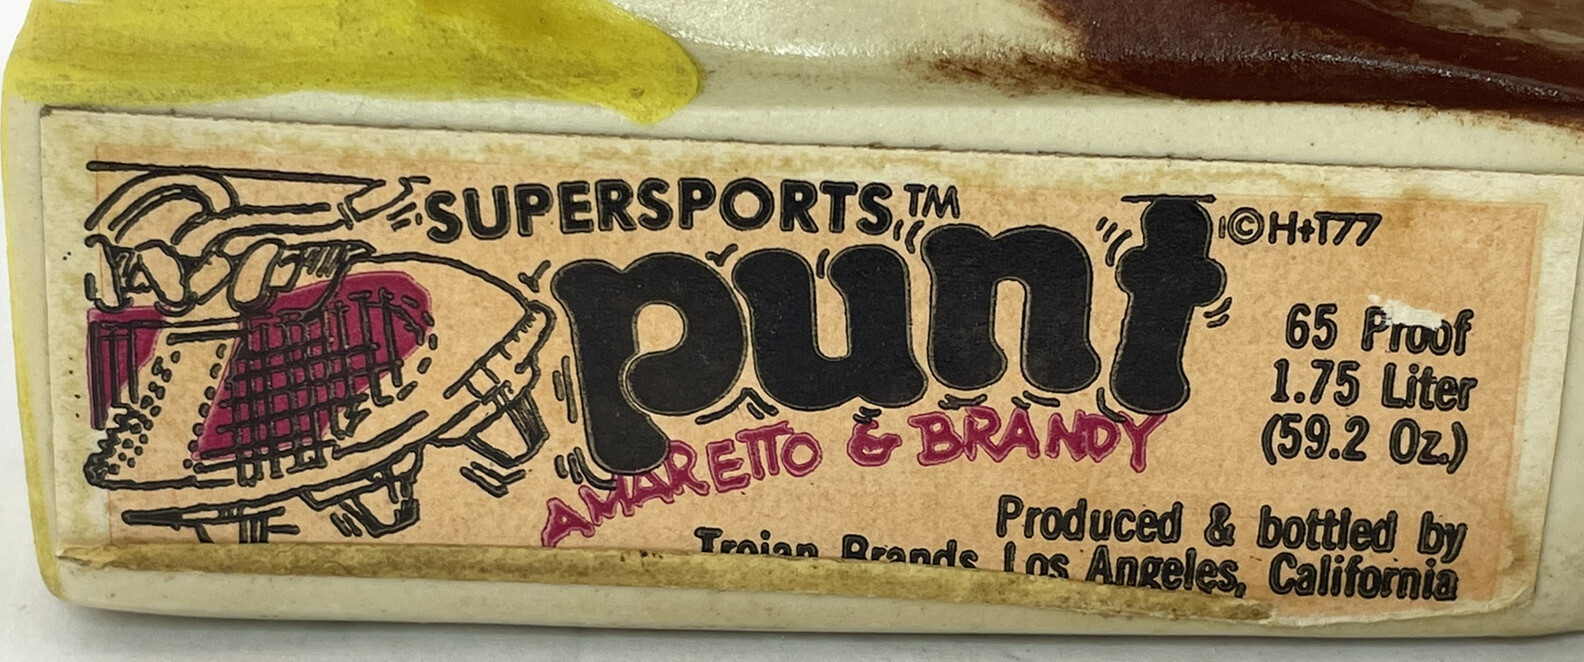 SUPERSPORTS™
©H+T77
punt
AMARETTO & BRANDY
65 Proof
1.75 Liter
(59.2 Oz.)
Produced & bottled by
Trojan Brands, Los Angeles, California